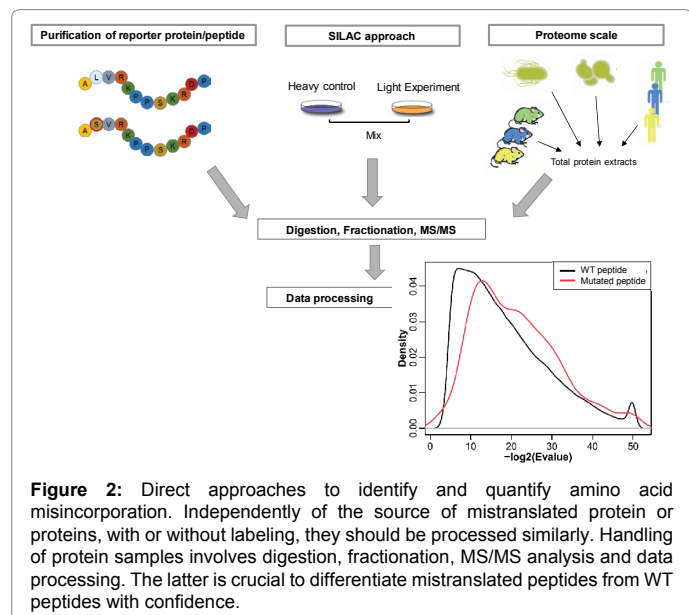 Purification of reporter protein/peptide
SILAC approach
Proteome scale
A L V R K P P S K R D P
A S V R K P P S K R D P
Heavy control
Light Experiment
Mix
Total protein extracts
Digestion, Fractionation, MS/MS
Data processing
WT peptide
Mutated peptide
Density
0.00 0.01 0.02 0.03 0.04
0 10 20 30 40 50
−log2(Evalue)
Figure 2: Direct approaches to identify and quantify amino acid
misincorporation. Independently of the source of mistranslated protein or
proteins, with or without labeling, they should be processed similarly. Handling
of protein samples involves digestion, fractionation, MS/MS analysis and data
processing. The latter is crucial to differentiate mistranslated peptides from WT
peptides with confidence.